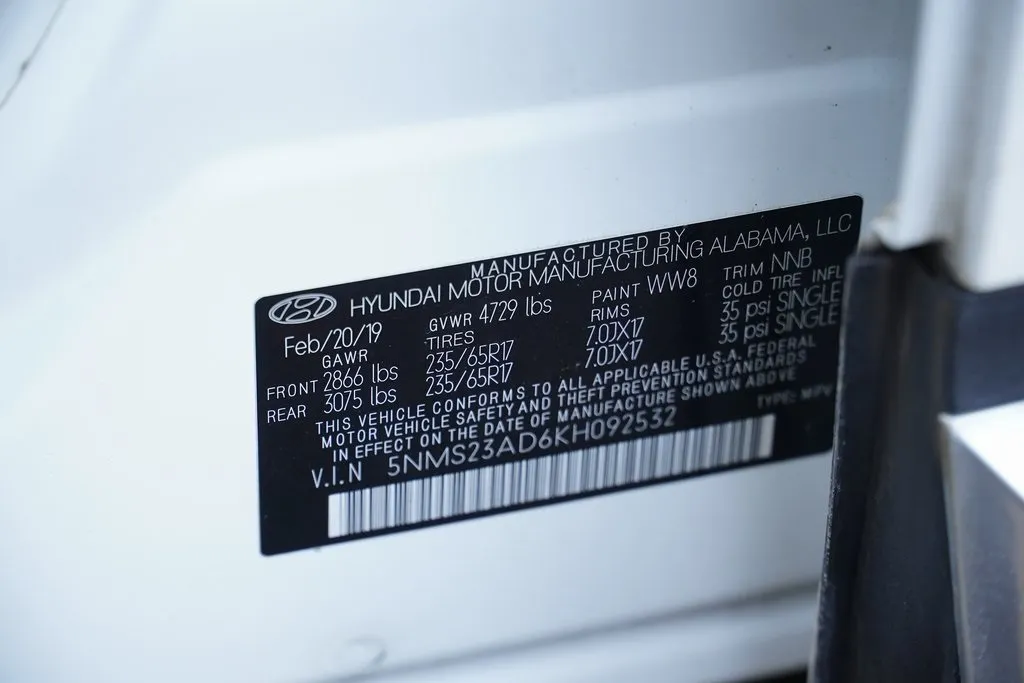 MANUFACTURED BY
HYUNDAI MOTOR MANUFACTURING ALABAMA, LLC
Feb/20/19 GVWR 4729 lbs PAINT WW8 TRIM NNB
GAWR TIRES RIMS COLD TIRE INFL
FRONT 2866 lbs 235/65R17 7.0JX17 35 psi SINGLE
REAR 3075 lbs 235/65R17 7.0JX17 35 psi SINGLE
THIS VEHICLE CONFORMS TO ALL APPLICABLE U.S.A. FEDERAL
MOTOR VEHICLE SAFETY AND THEFT PREVENTION STANDARDS
IN EFFECT ON THE DATE OF MANUFACTURE SHOWN ABOVE
V.I.N 5NMS23AD6KH092532 TYPE: MPV